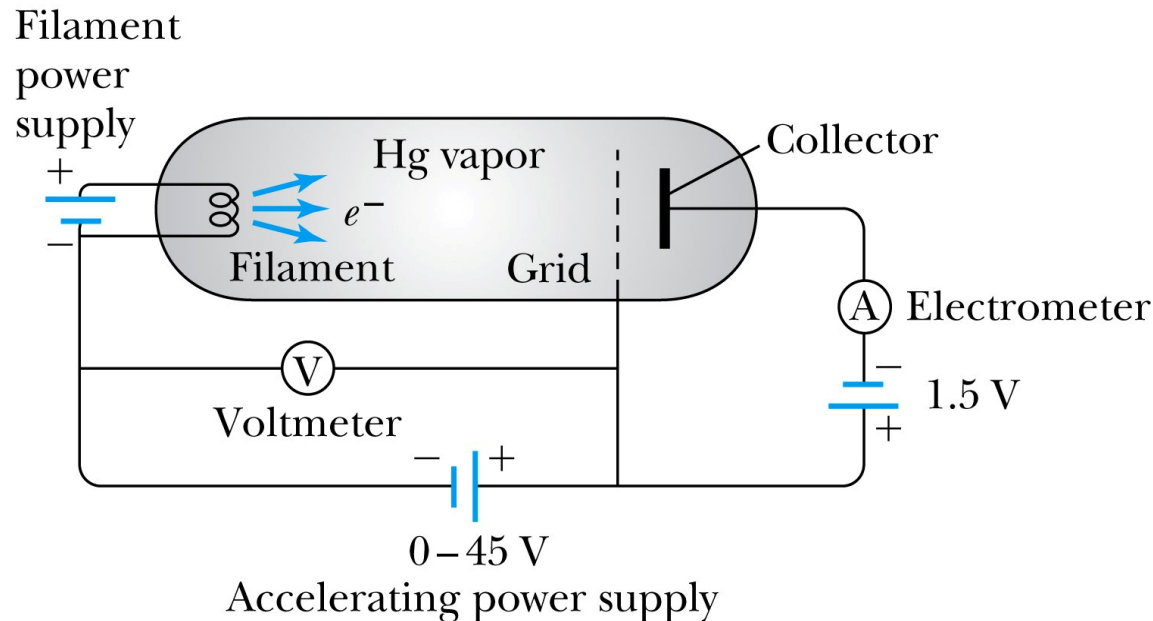 Filament
power
supply
+
−
Hg vapor
e−
Filament
Grid
Collector
A Electrometer
−
1.5 V
+
V
Voltmeter
− +
0–45 V
Accelerating power supply